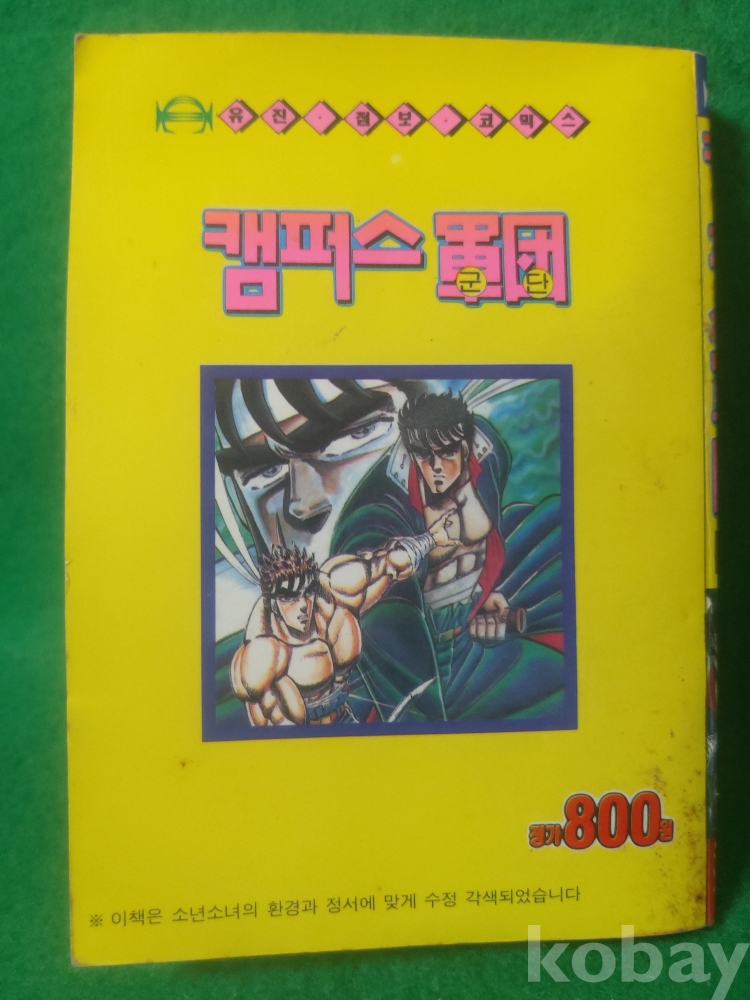 유진·점보·코믹스
캠퍼스 軍団
군 단
정가 800원
※ 이책은 소년소녀의 환경과 정서에 맞게 수정 각색되었습니다
kobay